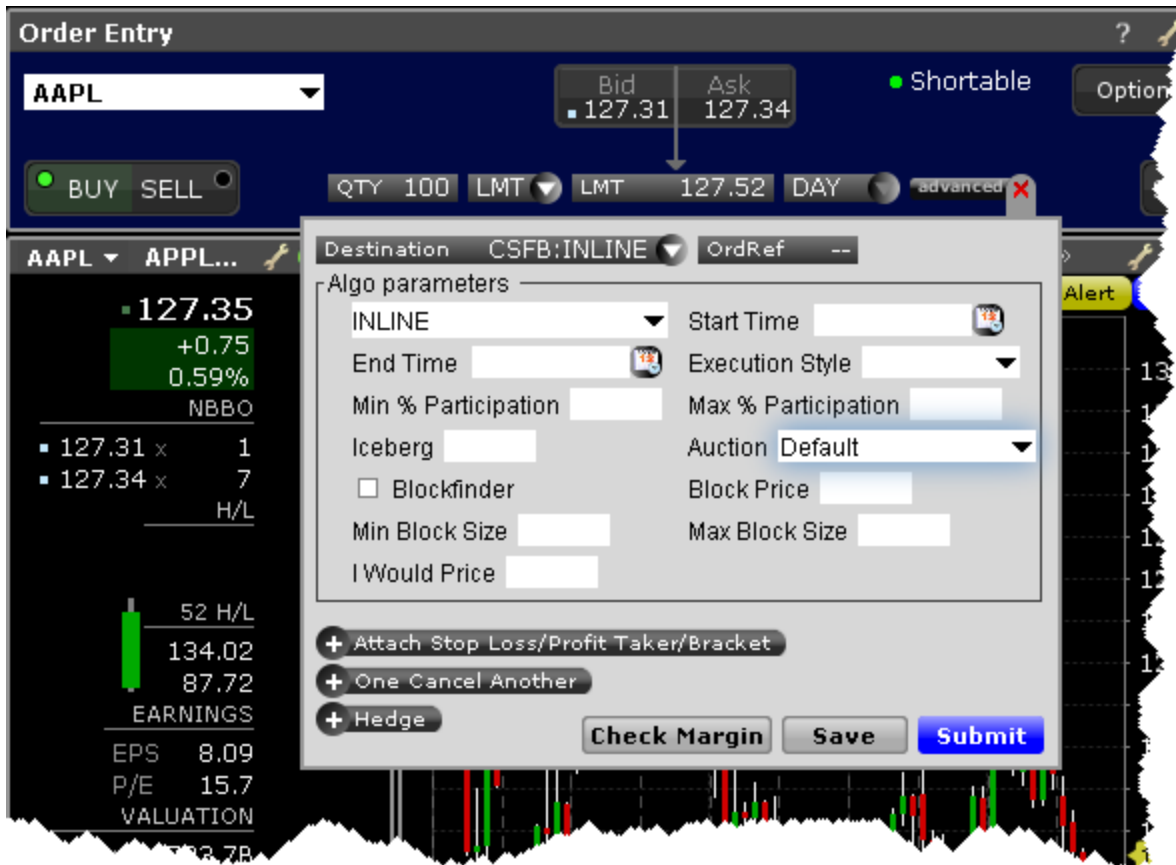 Order Entry ?
AAPL
Bid Ask
127.31 127.34
Shortable
Option
BUY SELL
QTY 100 LMT LMT 127.52 DAY advanced
AAPL APPL...
Destination CSFB:INLINE OrdRef --
Alert
Algo parameters
INLINE Start Time
End Time Execution Style
Min % Participation Max % Participation
Iceberg Auction Default
Blockfinder Block Price
Min Block Size Max Block Size
I Would Price
127.35
+0.75
0.59%
NBBO
127.31 x 1
127.34 x 7
H/L
52 H/L
134.02
87.72
EARNINGS
EPS 8.09
P/E 15.7
VALUATION
Attach Stop Loss/Profit Taker/Bracket
One Cancel Another
Hedge
Check Margin Save Submit